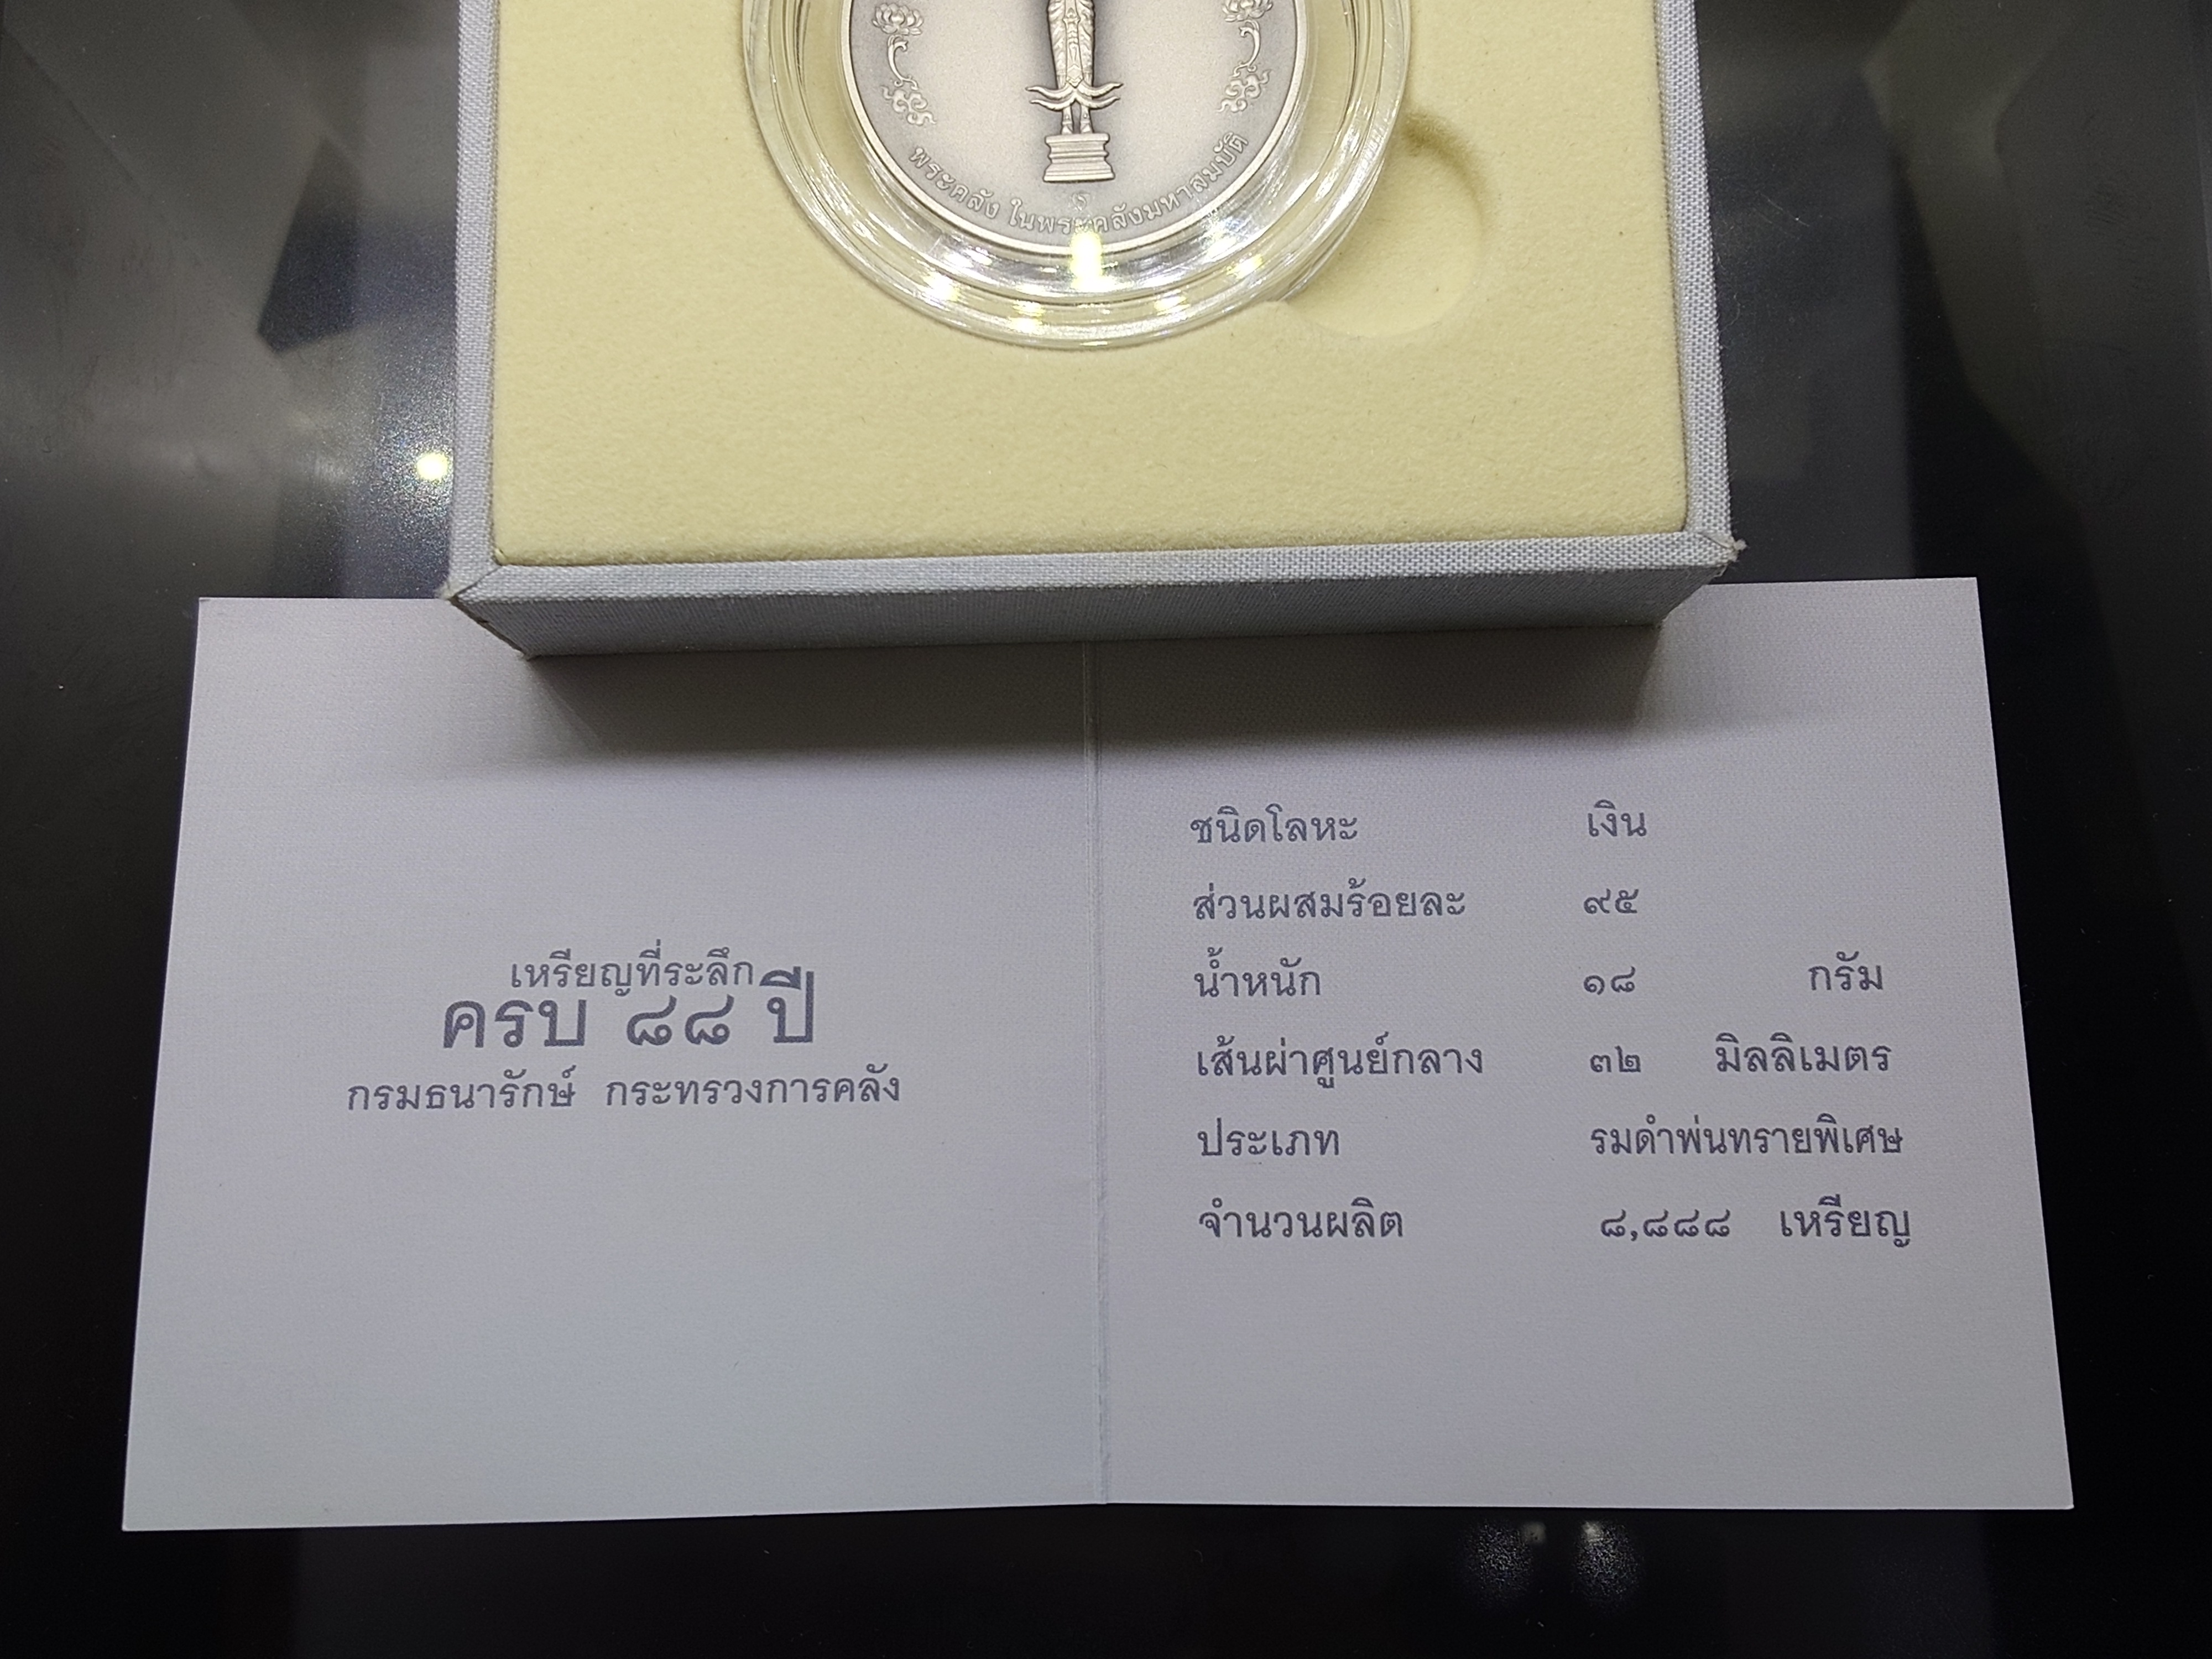 พระคลัง ในพระคลังมหาสมบัติ
เหรียญที่ระลึก
ครบ ๘๘ ปี
กรมธนารักษ์ กระทรวงการคลัง
ชนิดโลหะ เงิน
ส่วนผสมร้อยละ ๙๕
น้ำหนัก ๑๘ กรัม
เส้นผ่าศูนย์กลาง ๓๒ มิลลิเมตร
ประเภท รมดำพ่นทรายพิเศษ
จำนวนผลิต ๘,๘๘๘ เหรียญ